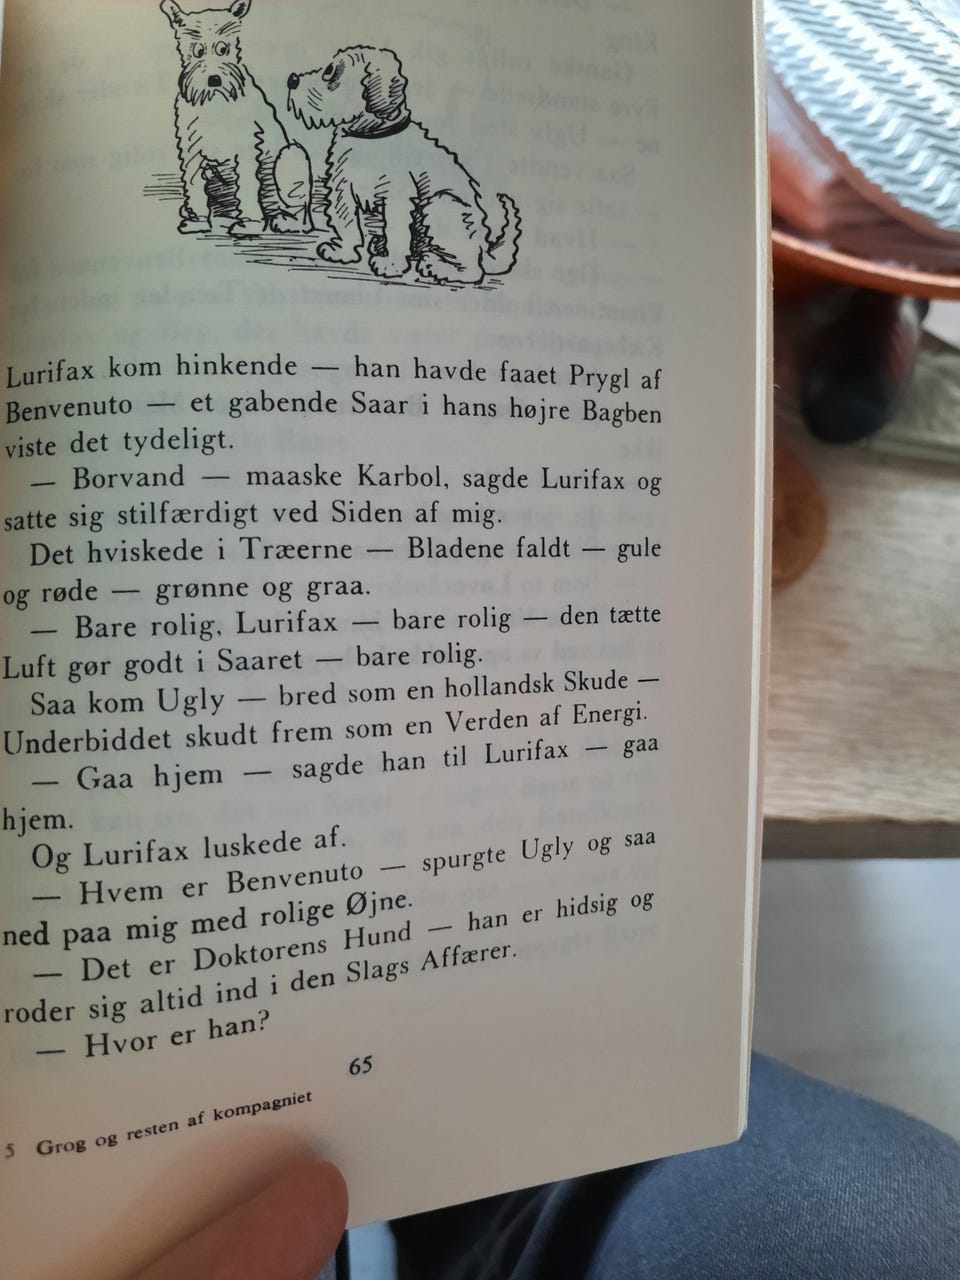 Lurifax kom hinkende — han havde faaet Prygl af
Benvenuto — et gabende Saar i hans højre Bagben
viste det tydeligt.
— Borvand — maaske Karbol, sagde Lurifax og
satte sig stilfærdigt ved Siden af mig.
Det hviskede i Træerne — Bladene faldt — gule
og røde — grønne og graa.
— Bare rolig, Lurifax — bare rolig — den tætte
Luft gør godt i Saaret — bare rolig.
Saa kom Ugly — bred som en hollandsk Skude —
Underbiddet skudt frem som en Verden af Energi.
— Gaa hjem — sagde han til Lurifax — gaa
hjem.
Og Lurifax luskede af.
— Hvem er Benvenuto — spurgte Ugly og saa
ned paa mig med rolige Øjne.
— Det er Doktorens Hund — han er hidsig og
roder sig altid ind i den Slags Affærer.
— Hvor er han?
65
5 Grog og resten af kompagniet